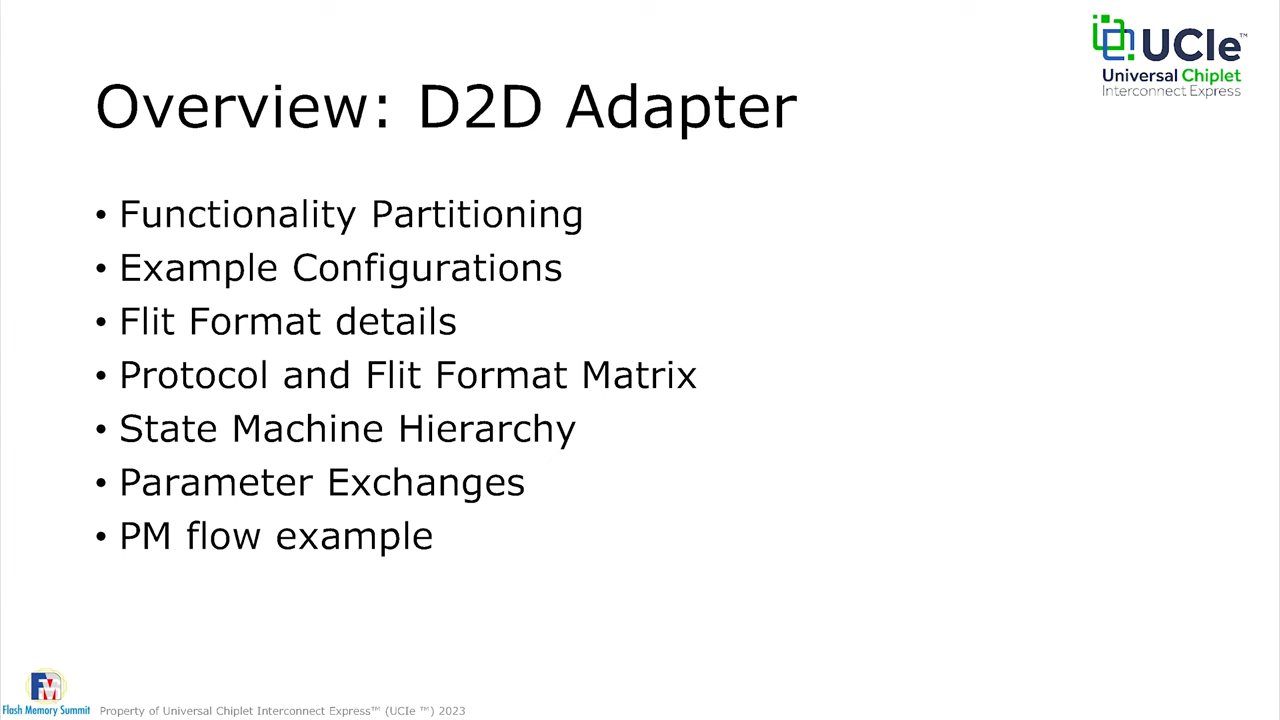 UCIe™
Universal Chiplet
Interconnect Express
Overview: D2D Adapter
• Functionality Partitioning
• Example Configurations
• Flit Format details
• Protocol and Flit Format Matrix
• State Machine Hierarchy
• Parameter Exchanges
• PM flow example
FM
Flash Memory Summit
Property of Universal Chiplet Interconnect Express™ (UCIe ™) 2023